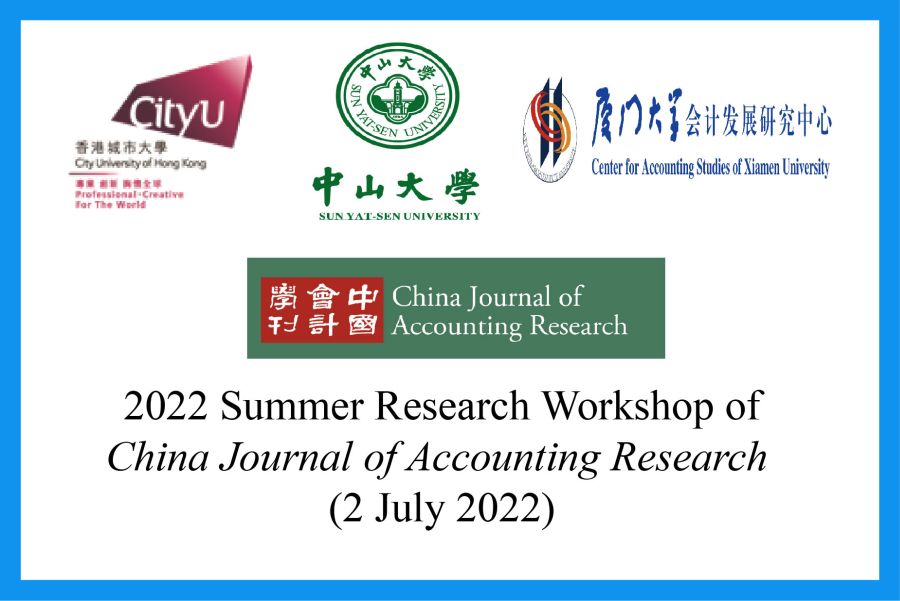 CityU
香港城市大學
City University of Hong Kong
專業 創新 胸懷全球
Professional·Creative
For The World
中山大學
SUN YAT-SEN UNIVERSITY
中山大學
SUN YAT-SEN UNIVERSITY
厦门大学会计发展研究中心
Center for Accounting Studies of Xiamen University
中國
會計
學刊
China Journal of
Accounting Research
2022 Summer Research Workshop of
China Journal of Accounting Research
(2 July 2022)